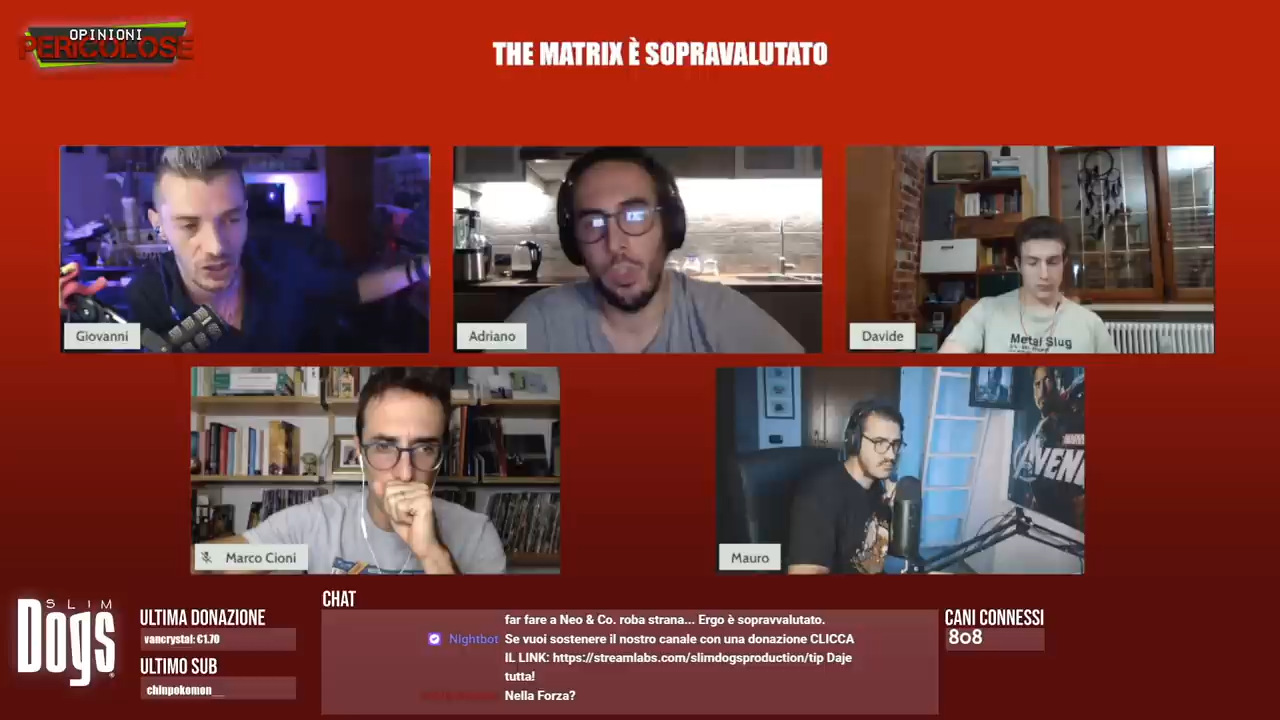 OPINIONI
PERICOLOSE
THE MATRIX È SOPRAVALUTATO
Giovanni
Adriano
Davide
Metal Slug
Marco Cioni
Mauro
MARVEL
AVEN
SLIM
Dogs
ULTIMA DONAZIONE
vancrystal: €1.70
ULTIMO SUB
chinpokomon__
CHAT
far fare a Neo & Co. roba strana... Ergo è sopravvalutato.
Nightbot Se vuoi sostenere il nostro canale con una donazione CLICCA
IL LINK: https://streamlabs.com/slimdogsproduction/tip Daje
tutta!
Nella Forza?
CANI CONNESSI
808